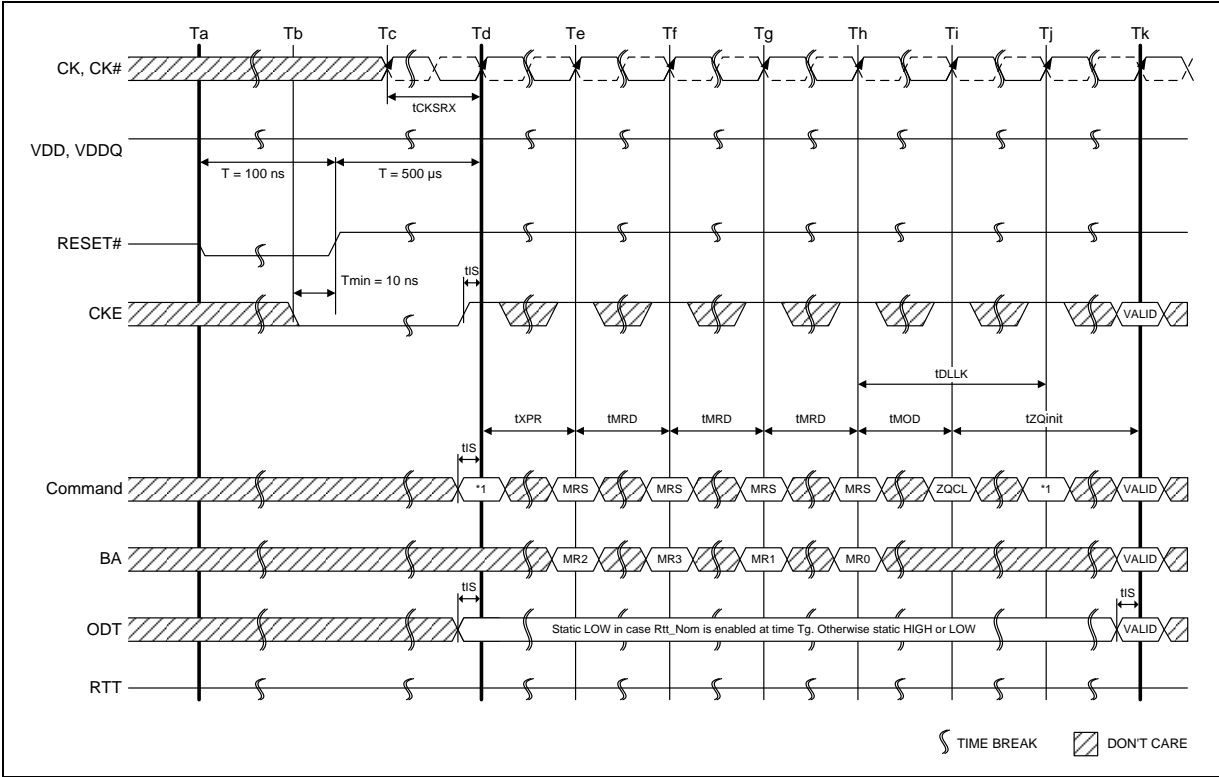 Ta Tb Tc Td Te Tf Tg Th Ti Tj Tk
CK, CK#
tCKSRX
VDD, VDDQ
T = 100 ns T = 500 µs
RESET#
Tmin = 10 ns
tIS
CKE
VALID
tDLLK
tXPR tMRD tMRD tMRD tMOD tZQinit
tIS
Command *1 MRS MRS MRS MRS ZQCL *1 VALID
BA MR2 MR3 MR1 MR0 VALID
tIS tIS
ODT Static LOW in case Rtt_Nom is enabled at time Tg. Otherwise static HIGH or LOW VALID
RTT
TIME BREAK DON'T CARE